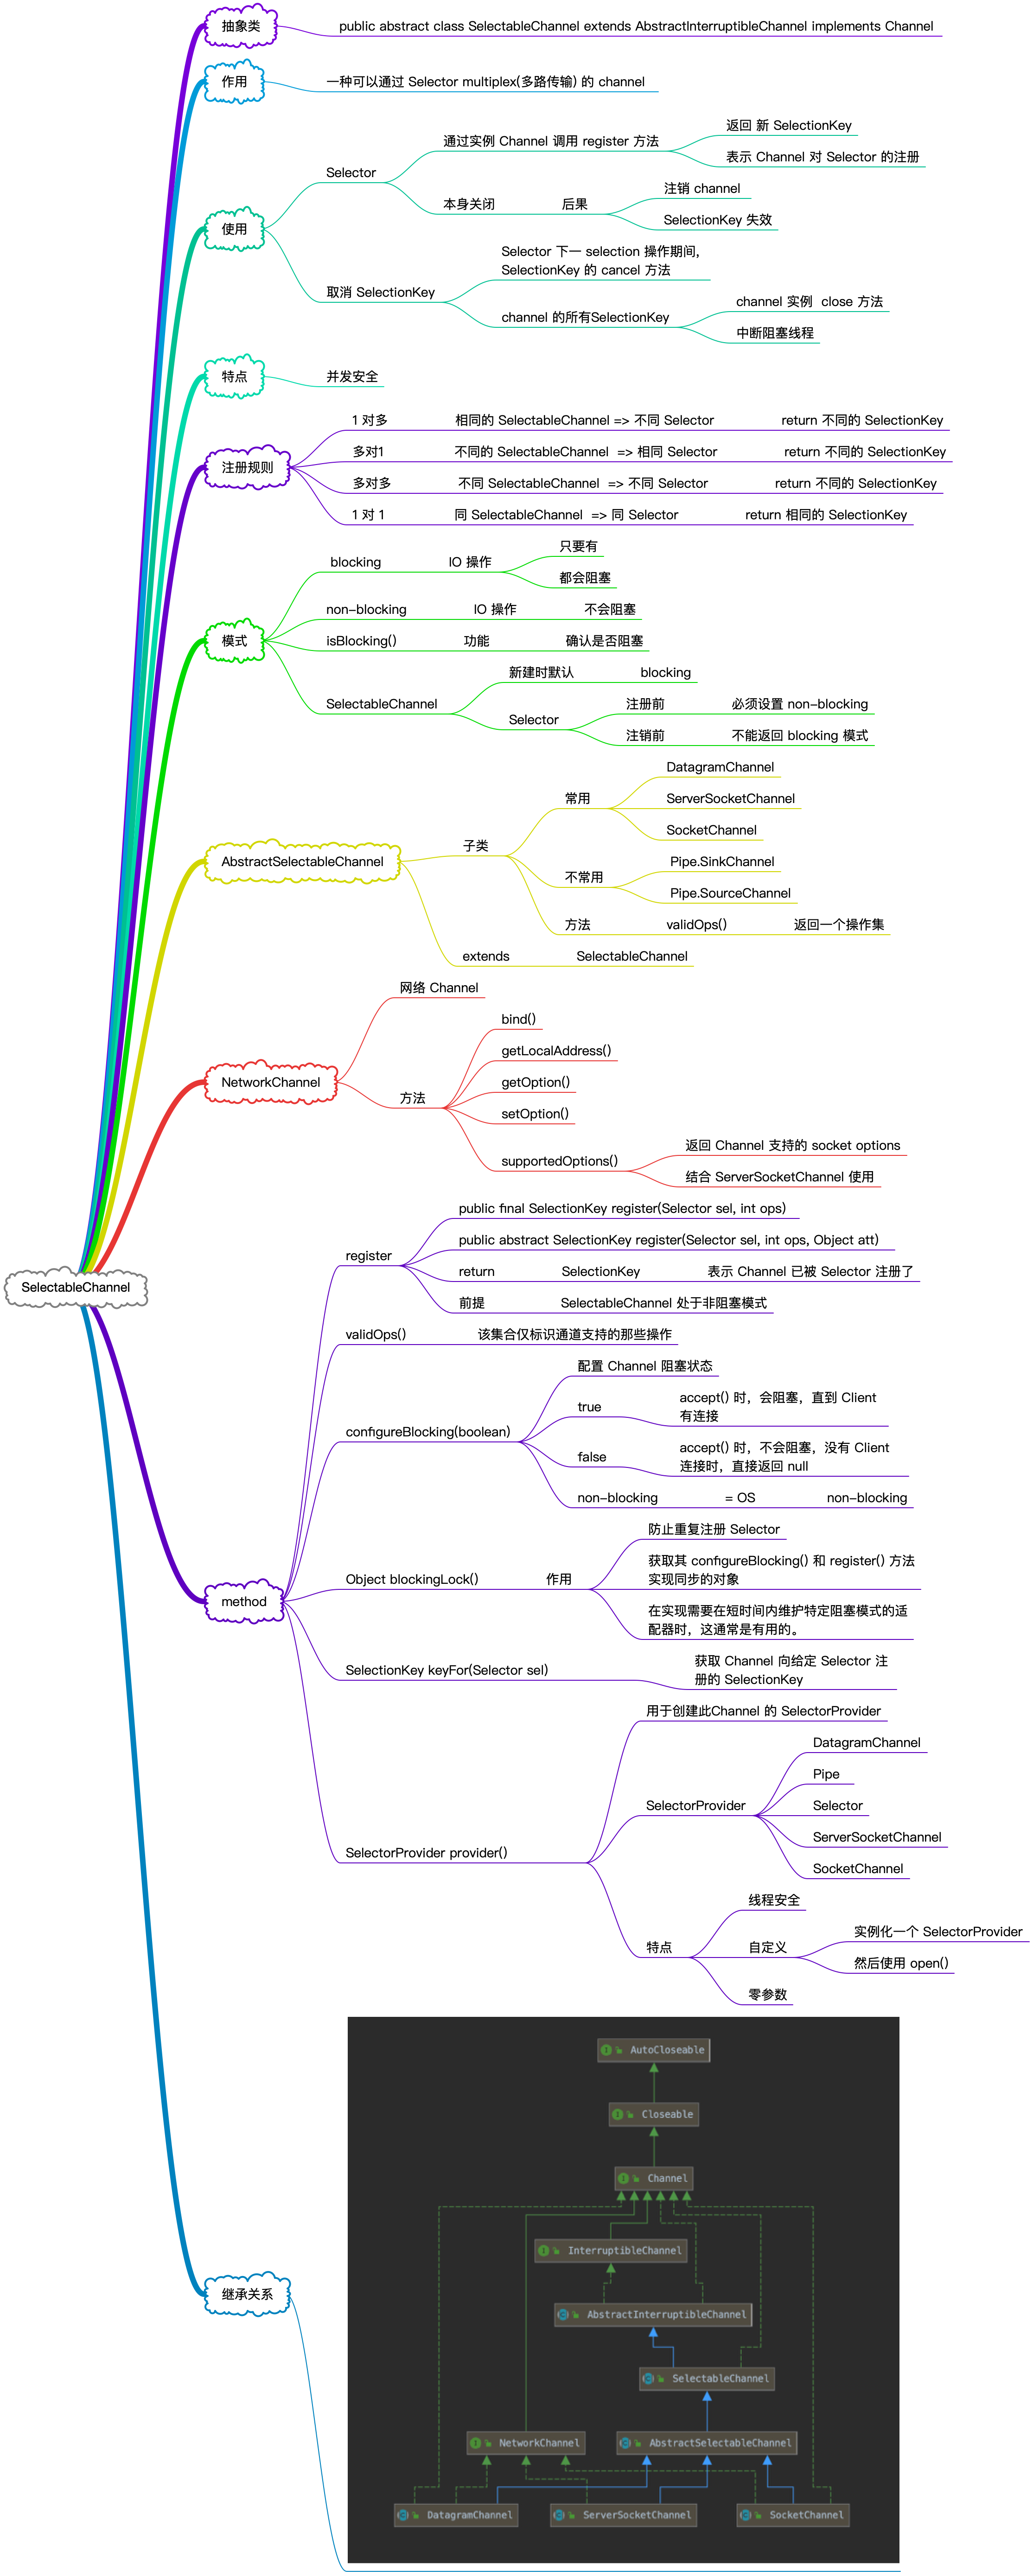 抽象类
public abstract class SelectableChannel extends AbstractInterruptibleChannel implements Channel
作用
一种可以通过 Selector multiplex(多路传输) 的 channel
使用
Selector
通过实例 Channel 调用 register 方法
返回 新 SelectionKey
表示 Channel 对 Selector 的注册
本身关闭
后果
注销 channel
SelectionKey 失效
取消 SelectionKey
Selector 下一 selection 操作期间,
SelectionKey 的 cancel 方法
channel 的所有SelectionKey
channel 实例 close 方法
中断阻塞线程
特点
并发安全
注册规则
1 对多
相同的 SelectableChannel => 不同 Selector
return 不同的 SelectionKey
多对1
不同的 SelectableChannel => 相同 Selector
return 不同的 SelectionKey
多对多
不同 SelectableChannel => 不同 Selector
return 不同的 SelectionKey
1 对 1
同 SelectableChannel => 同 Selector
return 相同的 SelectionKey
模式
blocking
IO 操作
只要有
都会阻塞
non-blocking
IO 操作
不会阻塞
isBlocking()
功能
确认是否阻塞
SelectableChannel
新建时默认
blocking
Selector
注册前
必须设置 non-blocking
注销前
不能返回 blocking 模式
AbstractSelectableChannel
子类
常用
DatagramChannel
ServerSocketChannel
SocketChannel
不常用
Pipe.SinkChannel
Pipe.SourceChannel
方法
validOps()
返回一个操作集
extends
SelectableChannel
NetworkChannel
网络 Channel
方法
bind()
getLocalAddress()
getOption()
setOption()
supportedOptions()
返回 Channel 支持的 socket options
结合 ServerSocketChannel 使用
SelectableChannel
method
register
public final SelectionKey register(Selector sel, int ops)
public abstract SelectionKey register(Selector sel, int ops, Object att)
return
SelectionKey
表示 Channel 已被 Selector 注册了
前提
SelectableChannel 处于非阻塞模式
validOps()
该集合仅标识通道支持的那些操作
configureBlocking(boolean)
配置 Channel 阻塞状态
true
accept() 时，会阻塞，直到 Client
有连接
false
accept() 时，不会阻塞，没有 Client
连接时，直接返回 null
non-blocking
= OS
non-blocking
Object blockingLock()
作用
防止重复注册 Selector
获取其 configureBlocking() 和 register() 方法
实现同步的对象
在实现需要在短时间内维护特定阻塞模式的适
配器时，这通常是有用的。
SelectionKey keyFor(Selector sel)
获取 Channel 向给定 Selector 注
册的 SelectionKey
SelectorProvider provider()
用于创建此Channel 的 SelectorProvider
SelectorProvider
DatagramChannel
Pipe
Selector
ServerSocketChannel
SocketChannel
特点
线程安全
自定义
实例化一个 SelectorProvider
然后使用 open()
零参数
继承关系
AutoCloseable
Closeable
Channel
InterruptibleChannel
AbstractInterruptibleChannel
SelectableChannel
NetworkChannel
AbstractSelectableChannel
DatagramChannel
ServerSocketChannel
SocketChannel